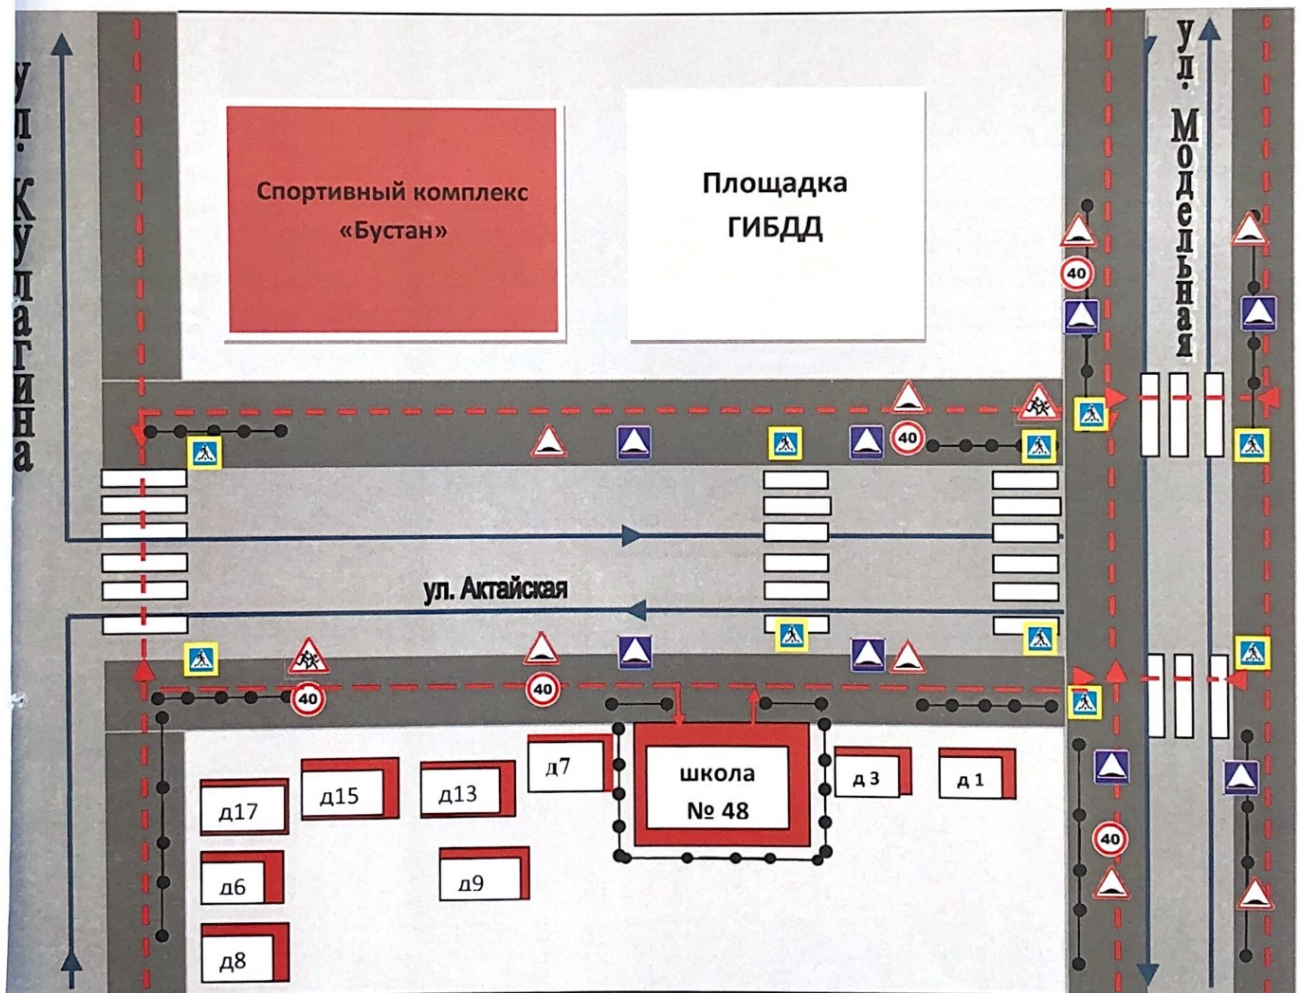 ул. Кулагина
ул. Модельная
Спортивный комплекс
«Бустан»
Площадка
ГИБДД
40
40
ул. Актайская
40
40
д7
школа
№ 48
д 3
д 1
д15
д13
д17
40
д6
д9
д8